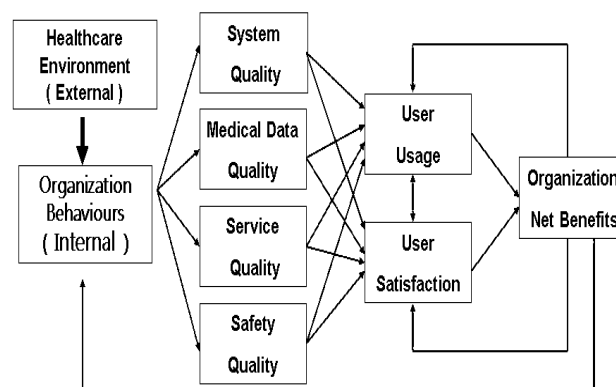 Healthcare
Environment
( External )
Organization
Behaviours
( Internal )
System
Quality
Medical Data
Quality
Service
Quality
Safety
Quality
User
Usage
User
Satisfaction
Organization
Net Benefits